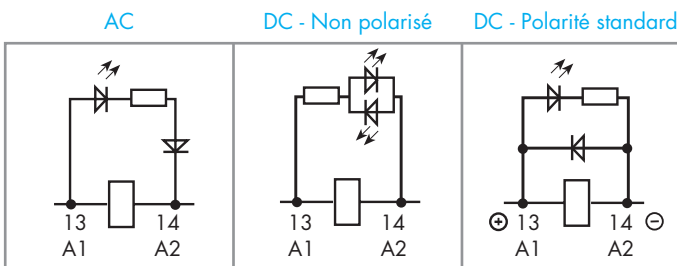 AC DC - Non polarisé DC - Polarité standard
13 14 13 14 + 13 14 −
A1 A2 A1 A2 A1 A2